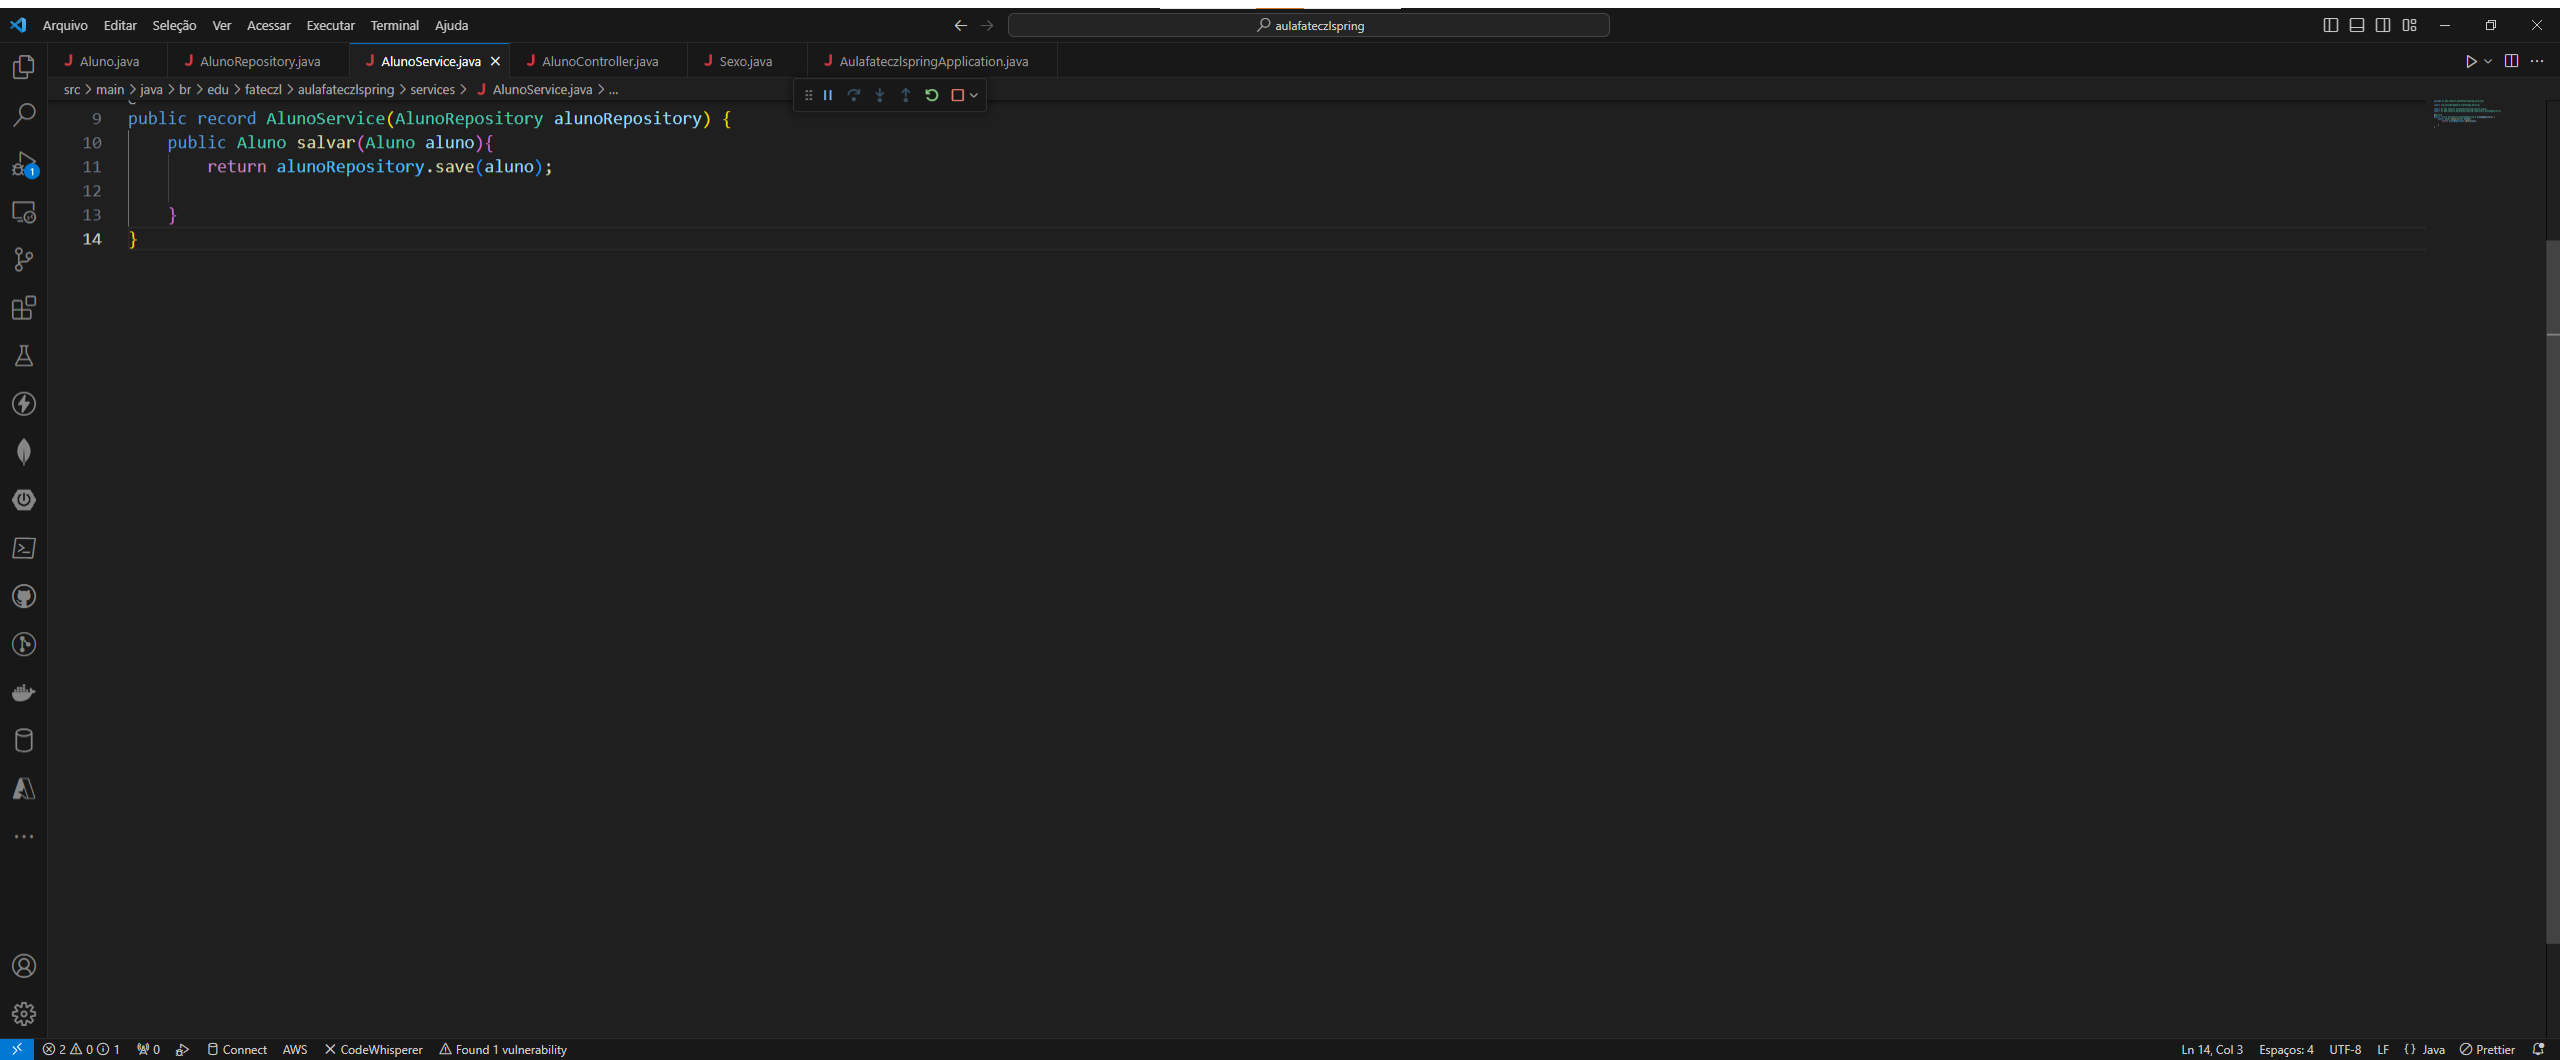 Arquivo Editar Seleção Ver Acessar Executar Terminal Ajuda aulafateczlspring
Aluno.java AlunoRepository.java AlunoService.java AlunoController.java Sexo.java AulafateczlspringApplication.java
src > main > java > br > edu > fateczl > aulafateczlspring > services > AlunoService.java > ...
9 public record AlunoService(AlunoRepository alunoRepository) {
10 public Aluno salvar(Aluno aluno){
11 return alunoRepository.save(aluno);
12
13 }
14 }
1
2 0 1 0 Connect AWS CodeWhisperer Found 1 vulnerability Ln 14, Col 3 Espaços: 4 UTF-8 LF {} Java Prettier